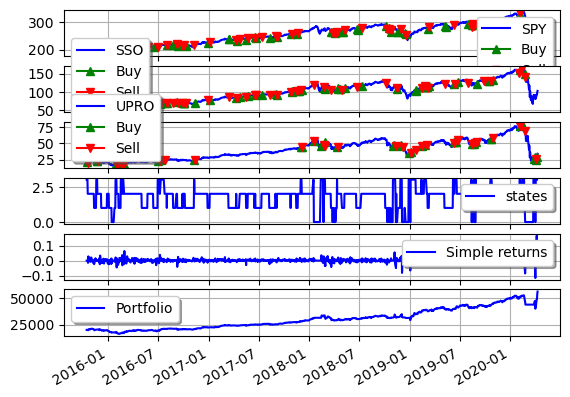 300
200
SPY
Buy
Sell
SSO
Buy
Sell
150
100
50
UPRO
Buy
Sell
75
50
25
2.5
0.0
states
0.1
0.0
−0.1
Simple returns
50000
25000
Portfolio
2016-01 2016-07 2017-01 2017-07 2018-01 2018-07 2019-01 2019-07 2020-01